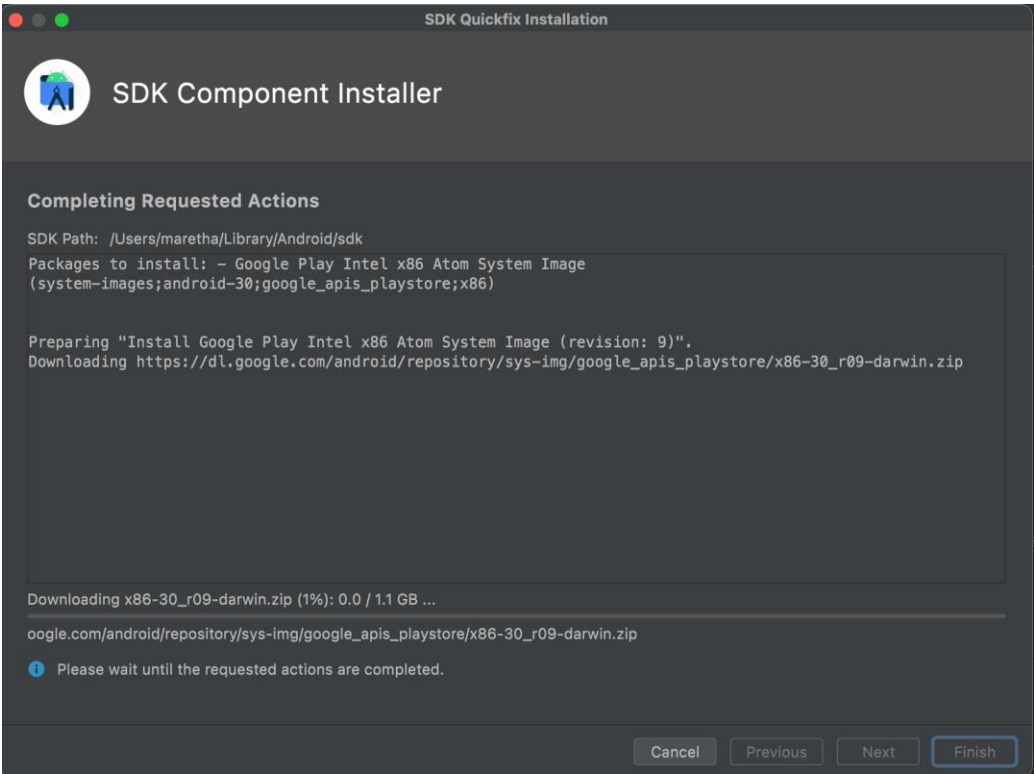 SDK Quickfix Installation
SDK Component Installer
Completing Requested Actions
SDK Path: /Users/maretha/Library/Android/sdk
Packages to install: - Google Play Intel x86 Atom System Image
(system-images;android-30;google_apis_playstore;x86)
Preparing "Install Google Play Intel x86 Atom System Image (revision: 9)".
Downloading https://dl.google.com/android/repository/sys-img/google_apis_playstore/x86-30_r09-darwin.zip
Downloading x86-30_r09-darwin.zip (1%): 0.0 / 1.1 GB ...
oogle.com/android/repository/sys-img/google_apis_playstore/x86-30_r09-darwin.zip
Please wait until the requested actions are completed.
Cancel Previous Next Finish